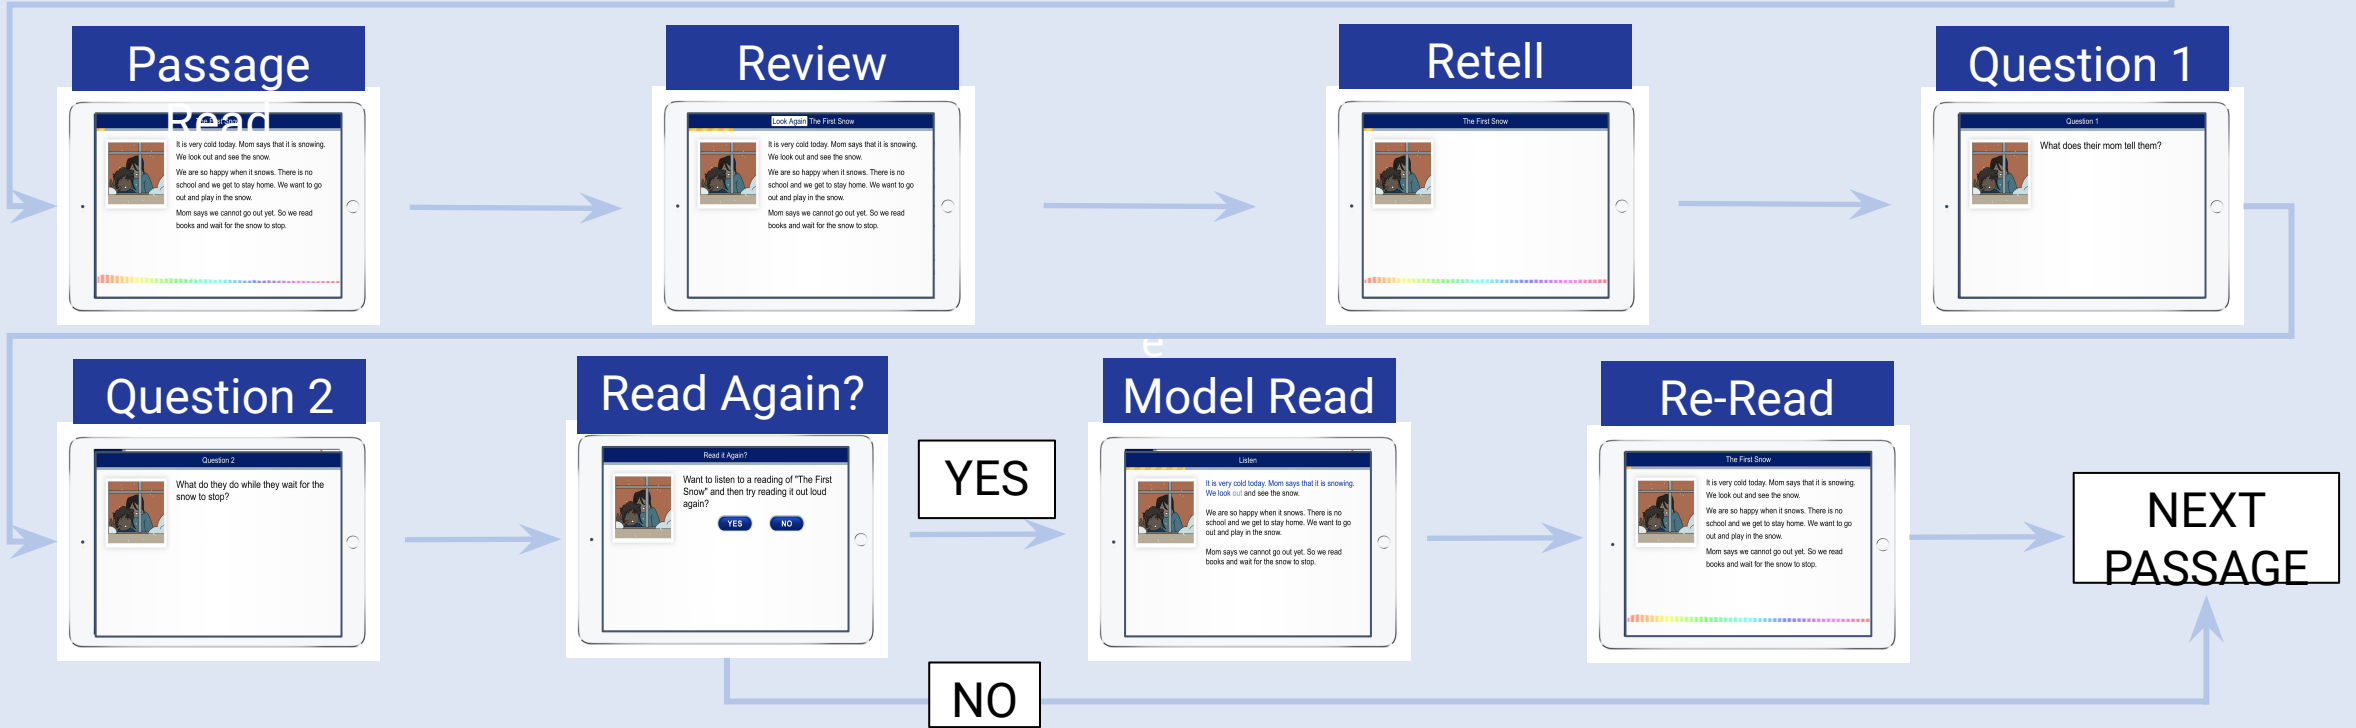 Passage
Read
The First Snow
It is very cold today. Mom says that it is snowing.
We look out and see the snow.
We are so happy when it snows. There is no
school and we get to stay home. We want to go
out and play in the snow.
Mom says we cannot go out yet. So we read
books and wait for the snow to stop.
Review
Look Again The First Snow
It is very cold today. Mom says that it is snowing.
We look out and see the snow.
We are so happy when it snows. There is no
school and we get to stay home. We want to go
out and play in the snow.
Mom says we cannot go out yet. So we read
books and wait for the snow to stop.
Retell
The First Snow
Question 1
Question 1
What does their mom tell them?
e
Question 2
Question 2
What do they do while they wait for the
snow to stop?
Read Again?
Read it Again?
Want to listen to a reading of "The First
Snow" and then try reading it out loud
again?
YES NO
YES
NO
Model Read
Listen
It is very cold today. Mom says that it is snowing.
We look out and see the snow.
We are so happy when it snows. There is no
school and we get to stay home. We want to go
out and play in the snow.
Mom says we cannot go out yet. So we read
books and wait for the snow to stop.
Re-Read
The First Snow
It is very cold today. Mom says that it is snowing.
We look out and see the snow.
We are so happy when it snows. There is no
school and we get to stay home. We want to go
out and play in the snow.
Mom says we cannot go out yet. So we read
books and wait for the snow to stop.
NEXT
PASSAGE